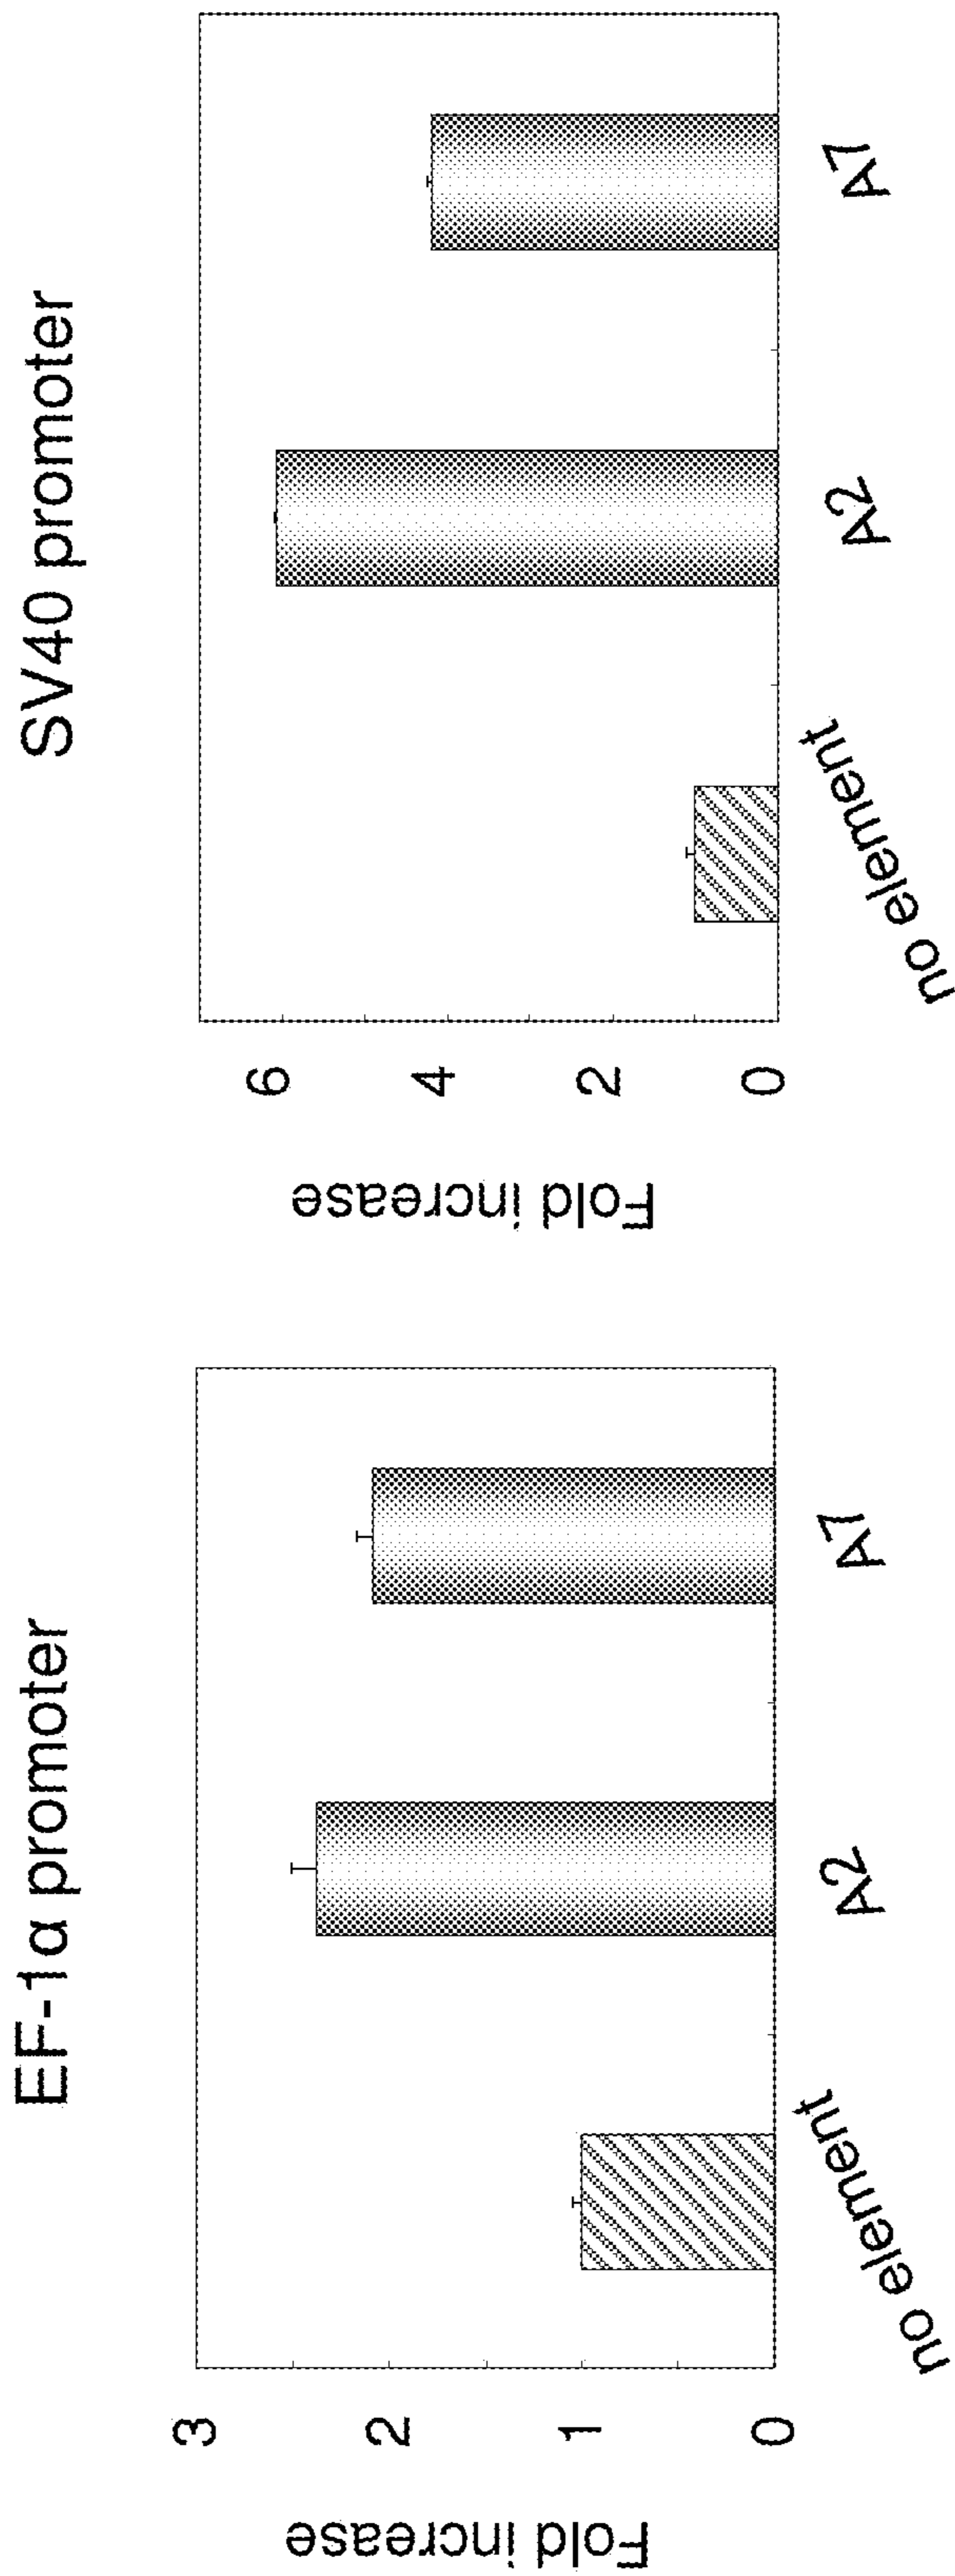 EF-1α promoter
Fold increase
3
2
1
0
no element
A2
A7
SV40 promoter
Fold increase
6
4
2
0
no element
A2
A7